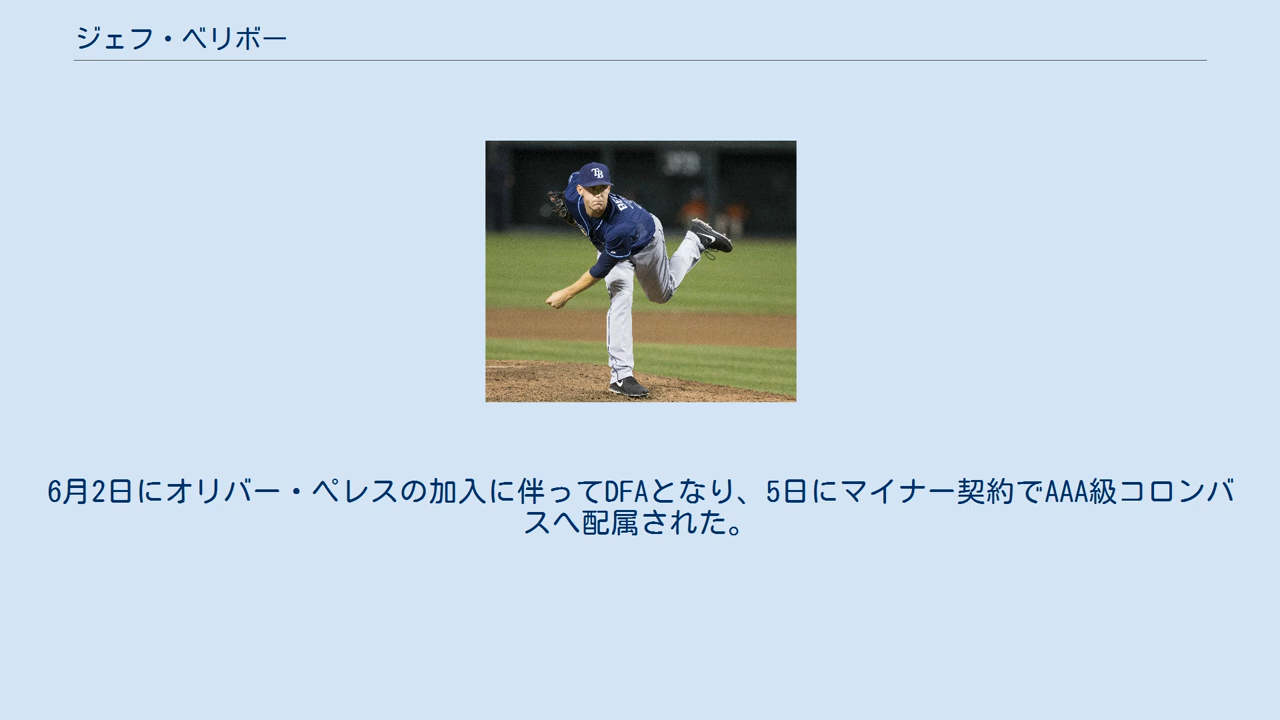 ジェフ・ベリボー
TB
6月2日にオリバー・ペレスの加入に伴ってDFAとなり、5日にマイナー契約でAAA級コロンバ
スへ配属された。